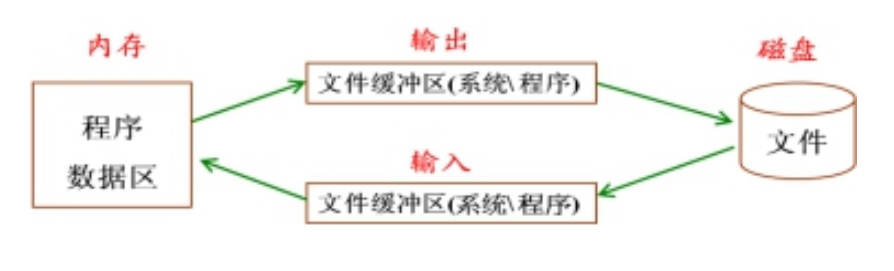 内存
输出
磁盘
文件缓冲区(系统\程序)
程序
数据区
文件
输入
文件缓冲区(系统\程序)